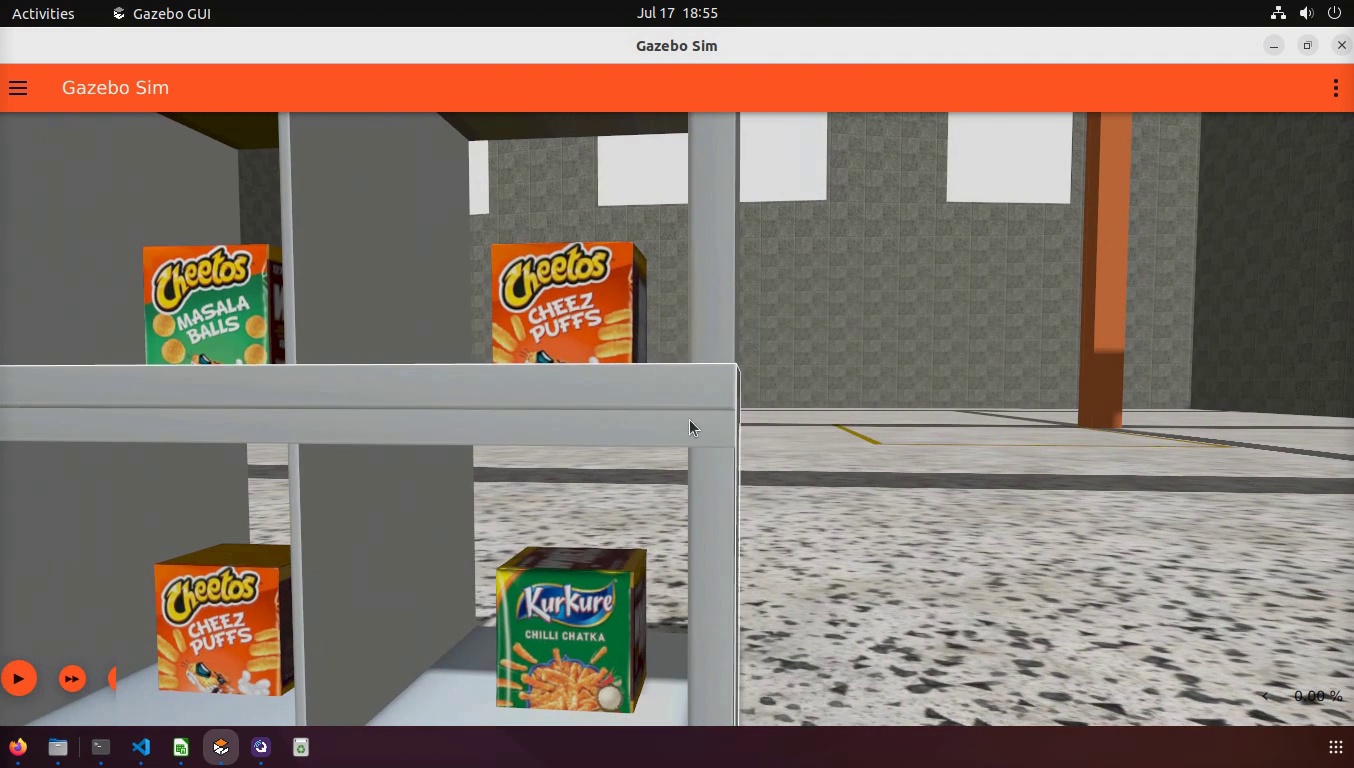 Activities
Gazebo GUI
Jul 17 18:55
Gazebo Sim
Gazebo Sim
Cheetos
MASALA
BALLS
Cheetos
CHEEZ
PUFFS
Cheetos
CHEEZ
PUFFS
KurKure
CHILLI CHATKA
0.00 %